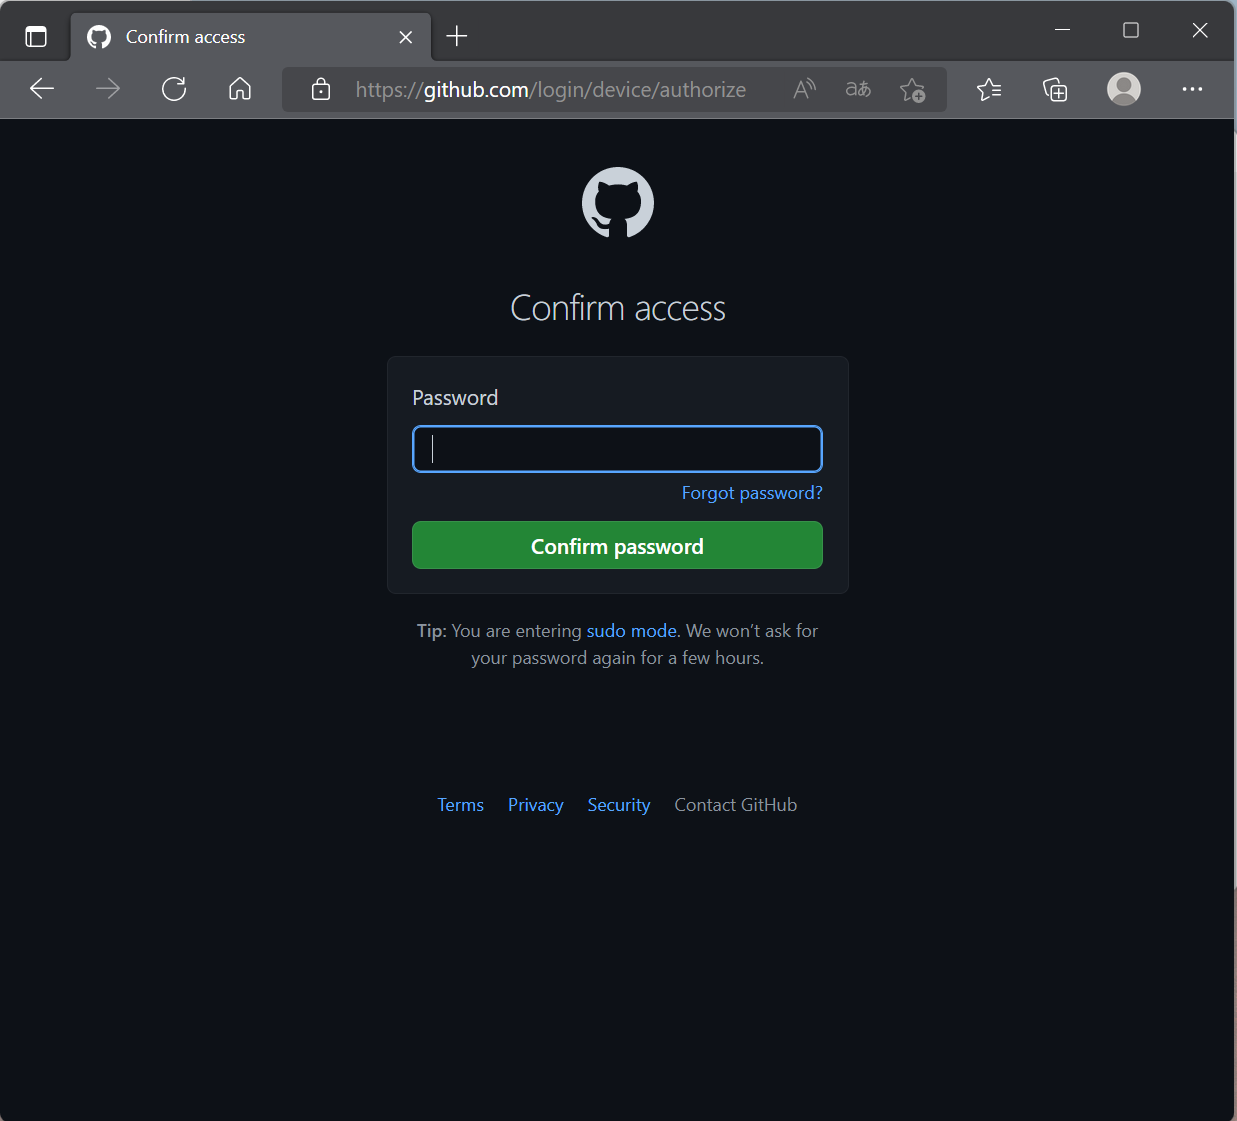 Confirm access
https://github.com/login/device/authorize
Confirm access
Password
Forgot password?
Confirm password
Tip: You are entering sudo mode. We won’t ask for
your password again for a few hours.
Terms Privacy Security Contact GitHub